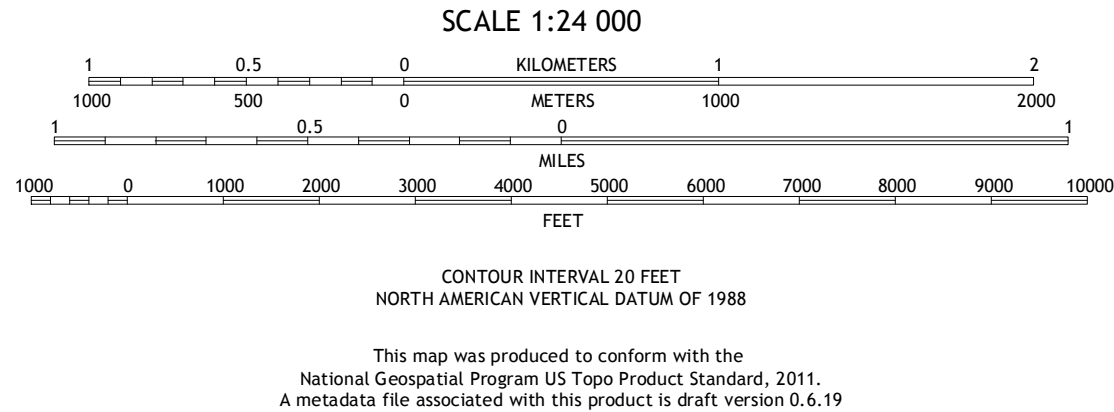 SCALE 1:24 000
1 0.5 0 KILOMETERS 1 2
1000 500 0 METERS 1000 2000
1 0.5 0 1
MILES
1000 0 1000 2000 3000 4000 5000 6000 7000 8000 9000 10000
FEET
CONTOUR INTERVAL 20 FEET
NORTH AMERICAN VERTICAL DATUM OF 1988
This map was produced to conform with the
National Geospatial Program US Topo Product Standard, 2011.
A metadata file associated with this product is draft version 0.6.19